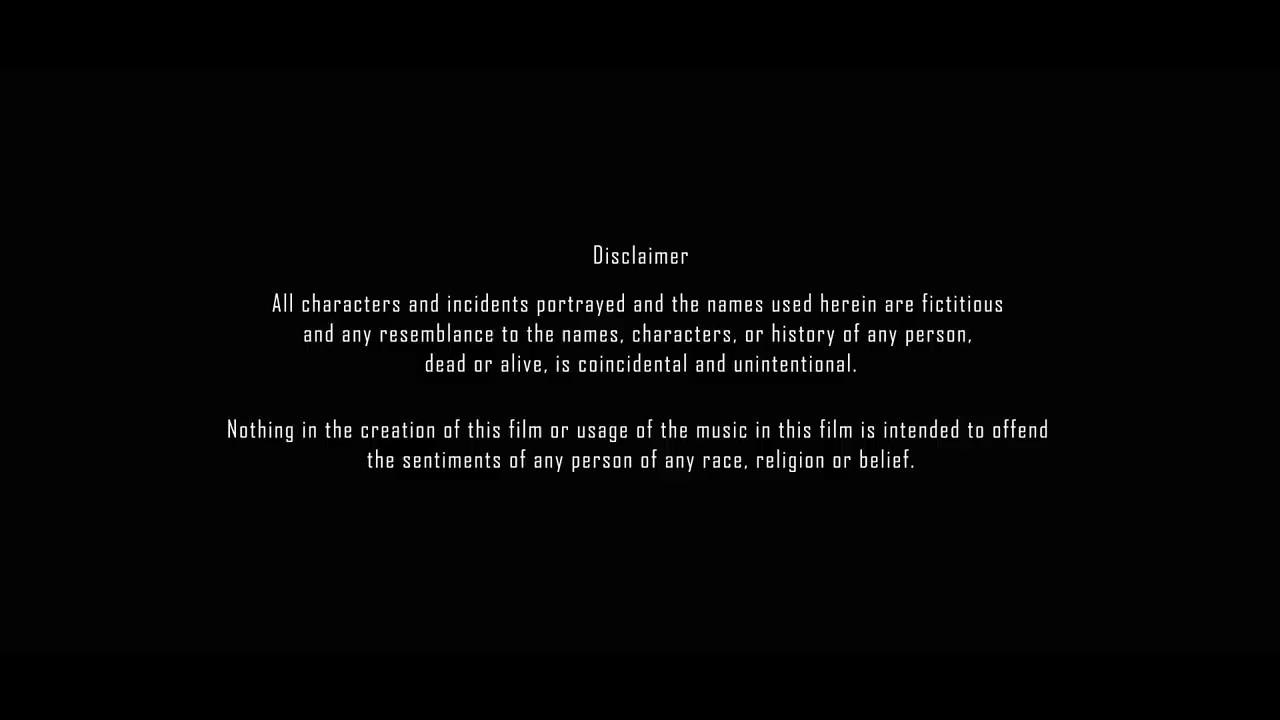 Disclaimer
All characters and incidents portrayed and the names used herein are fictitious
and any resemblance to the names, characters, or history of any person,
dead or alive, is coincidental and unintentional.
Nothing in the creation of this film or usage of the music in this film is intended to offend
the sentiments of any person of any race, religion or belief.